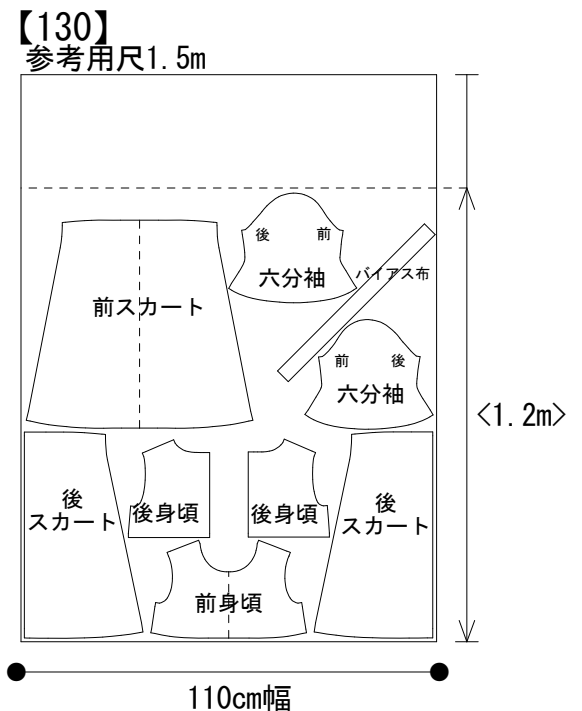 【130】
参考用尺1.5m
後 前
六分袖
バイアス布
前スカート
前 後
六分袖
<1.2m>
後
スカート
後身頃
後身頃
後
スカート
前身頃
110cm幅